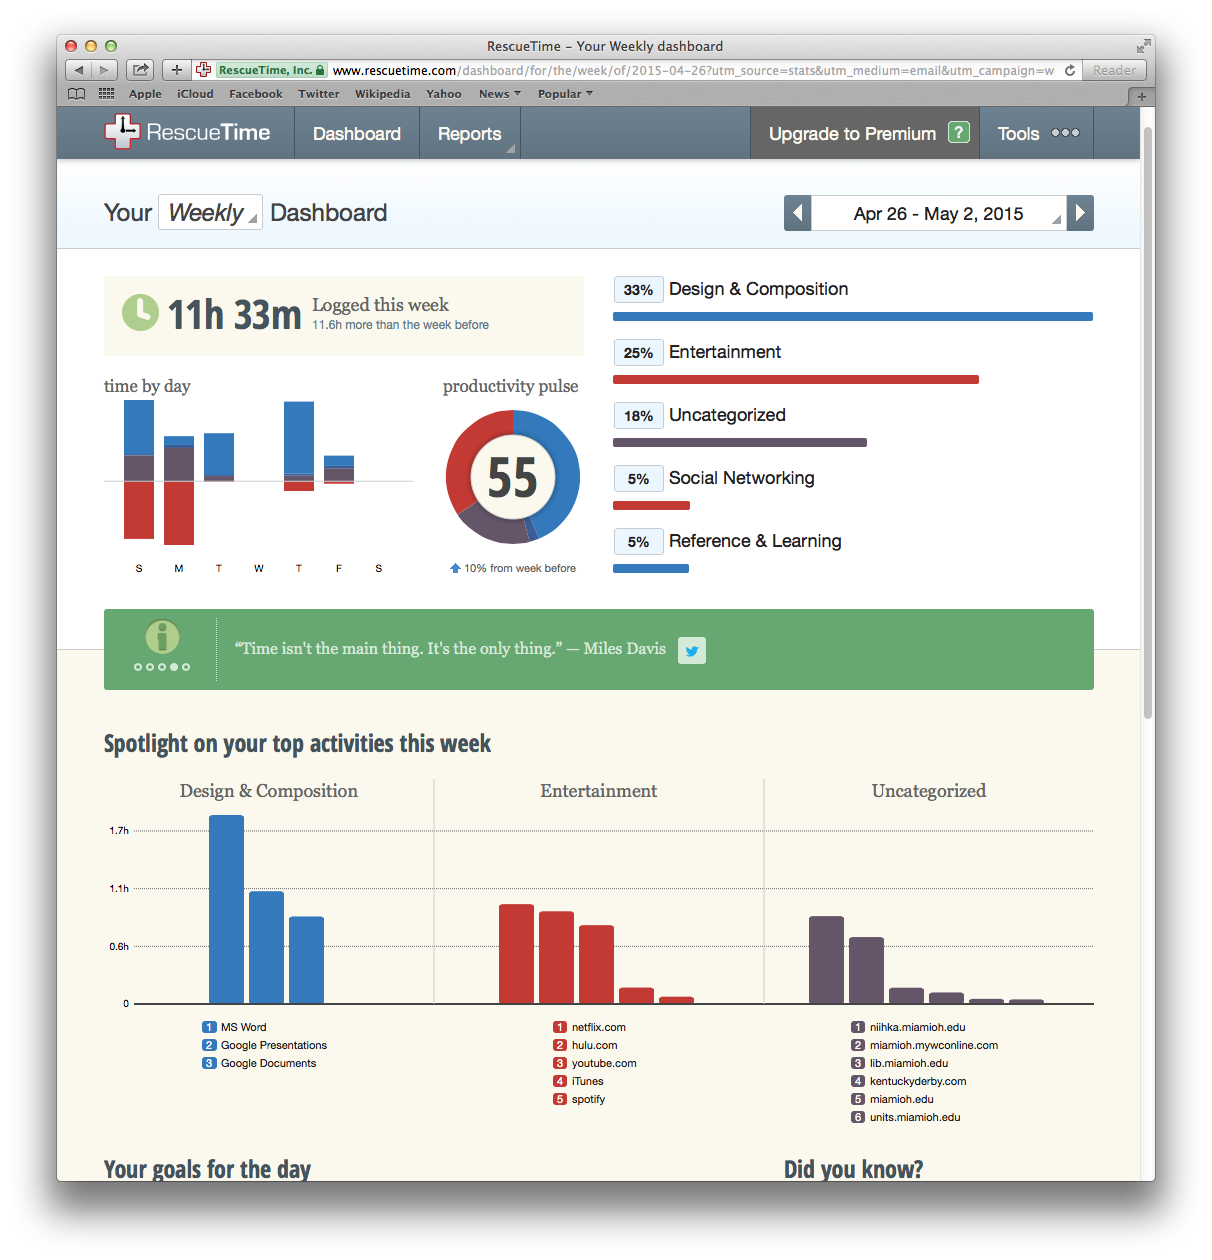 RescueTime – Your Weekly dashboard
RescueTime, Inc. www.rescuetime.com/dashboard/for/the/week/of/2015-04-26?utm_source=stats&utm_medium=email&utm_campaign=w
Reader
Apple iCloud Facebook Twitter Wikipedia Yahoo News Popular
RescueTime Dashboard Reports Upgrade to Premium ? Tools
Your Weekly Dashboard
Apr 26 - May 2, 2015
11h 33m
Logged this week
11.6h more than the week before
time by day
S M T W T F S
productivity pulse
55
10% from week before
33% Design & Composition
25% Entertainment
18% Uncategorized
5% Social Networking
5% Reference & Learning
“Time isn't the main thing. It's the only thing.” — Miles Davis
Spotlight on your top activities this week
Design & Composition Entertainment Uncategorized
1.7h
1.1h
0.6h
0
1 MS Word
2 Google Presentations
3 Google Documents
1 netflix.com
2 hulu.com
3 youtube.com
4 iTunes
5 spotify
1 niihka.miamioh.edu
2 miamioh.mywconline.com
3 lib.miamioh.edu
4 kentuckyderby.com
5 miamioh.edu
6 units.miamioh.edu
Your goals for the day
Did you know?